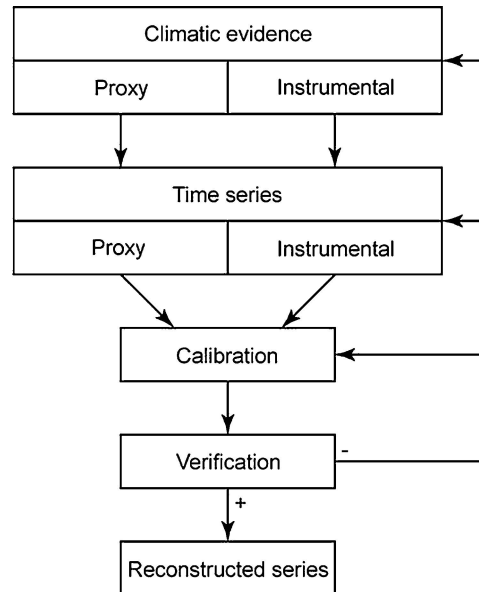 Climatic evidence
Proxy
Instrumental
Time series
Proxy
Instrumental
Calibration
-
Verification
+
Reconstructed series